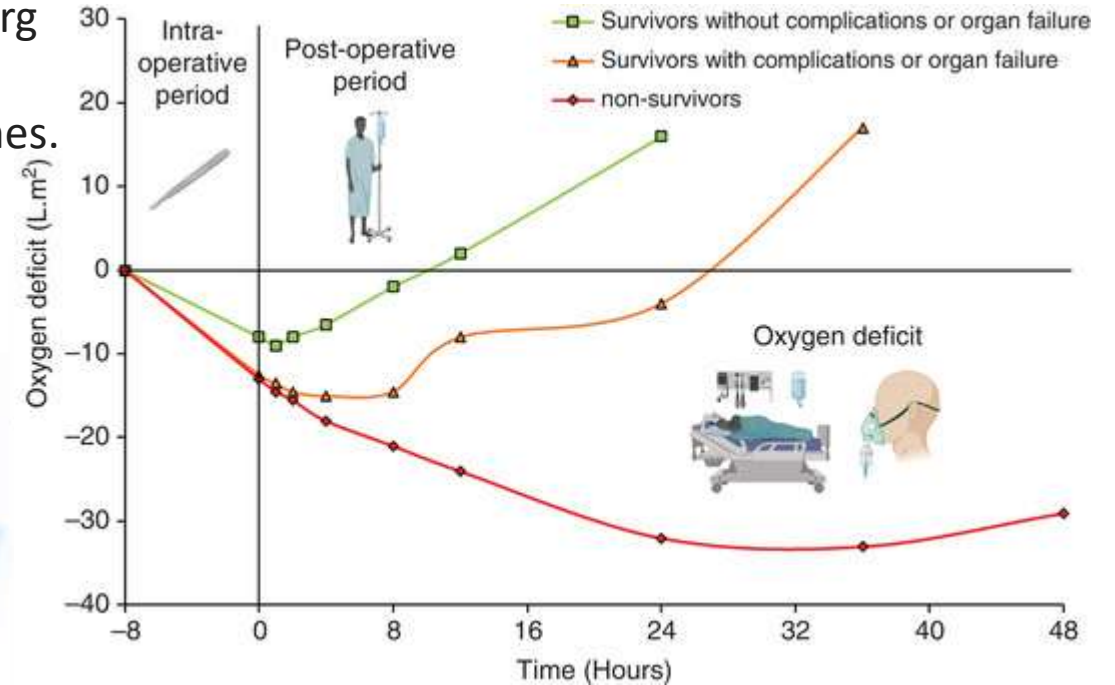 rg
nes.
Intra-
operative
period
Post-operative
period
Survivors without complications or organ failure
Survivors with complications or organ failure
non-survivors
Oxygen deficit (L.m²)
30
20
10
0
−10
−20
−30
−40
Oxygen deficit
−8 0 8 16 24 32 40 48
Time (Hours)